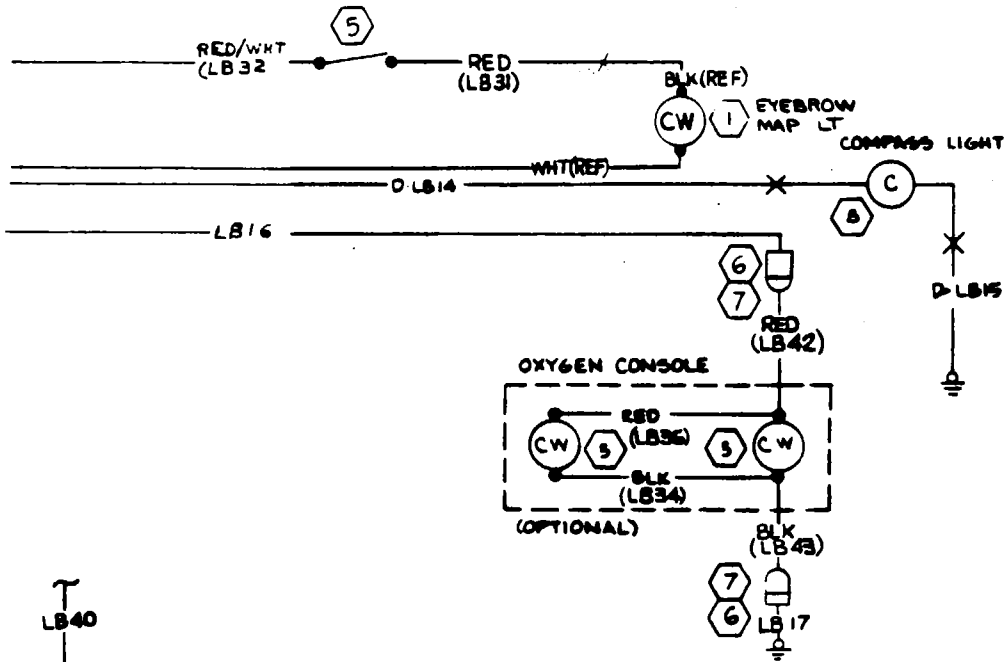 5
RED/WHT
(LB32
RED
(LB31)
BLK(REF)
CW
1
EYEBROW
MAP LT
COMPASS LIGHT
WHT(REF)
D-LB14
C
8
LB16
6
7
D-LB15
RED
(LB42)
OXYGEN CONSOLE
CW
RED
(LB36)
CW
BLK
(LB34)
(OPTIONAL)
BLK
(LB43)
7
6
LB17
LB40